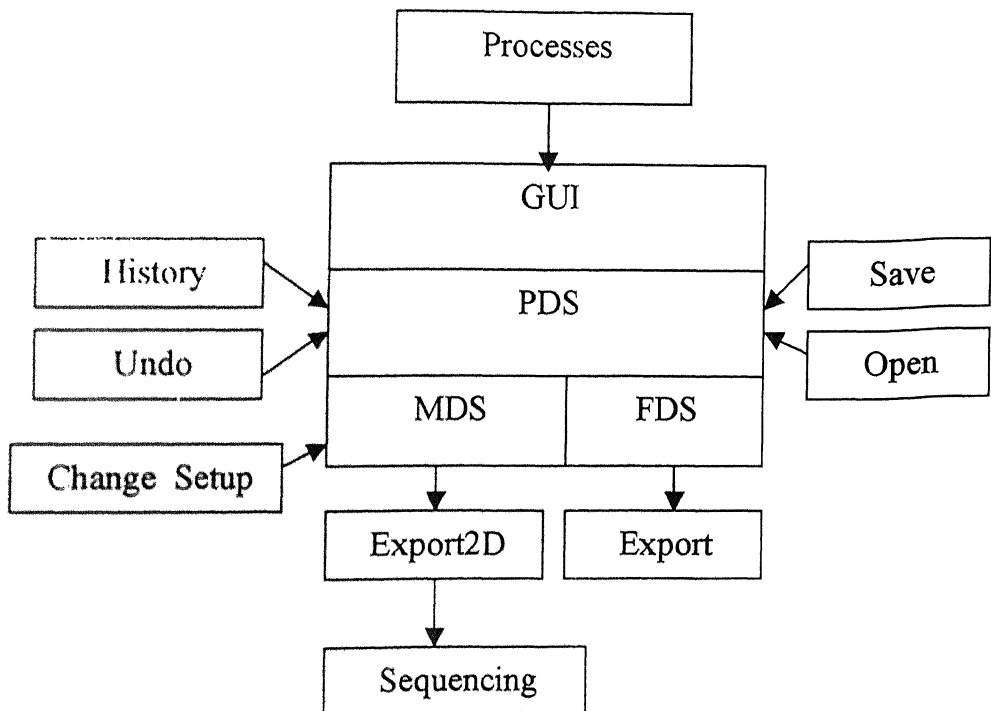 Processes
GUI
History
Save
PDS
Undo
Open
MDS
FDS
Change Setup
Export2D
Export
Sequencing